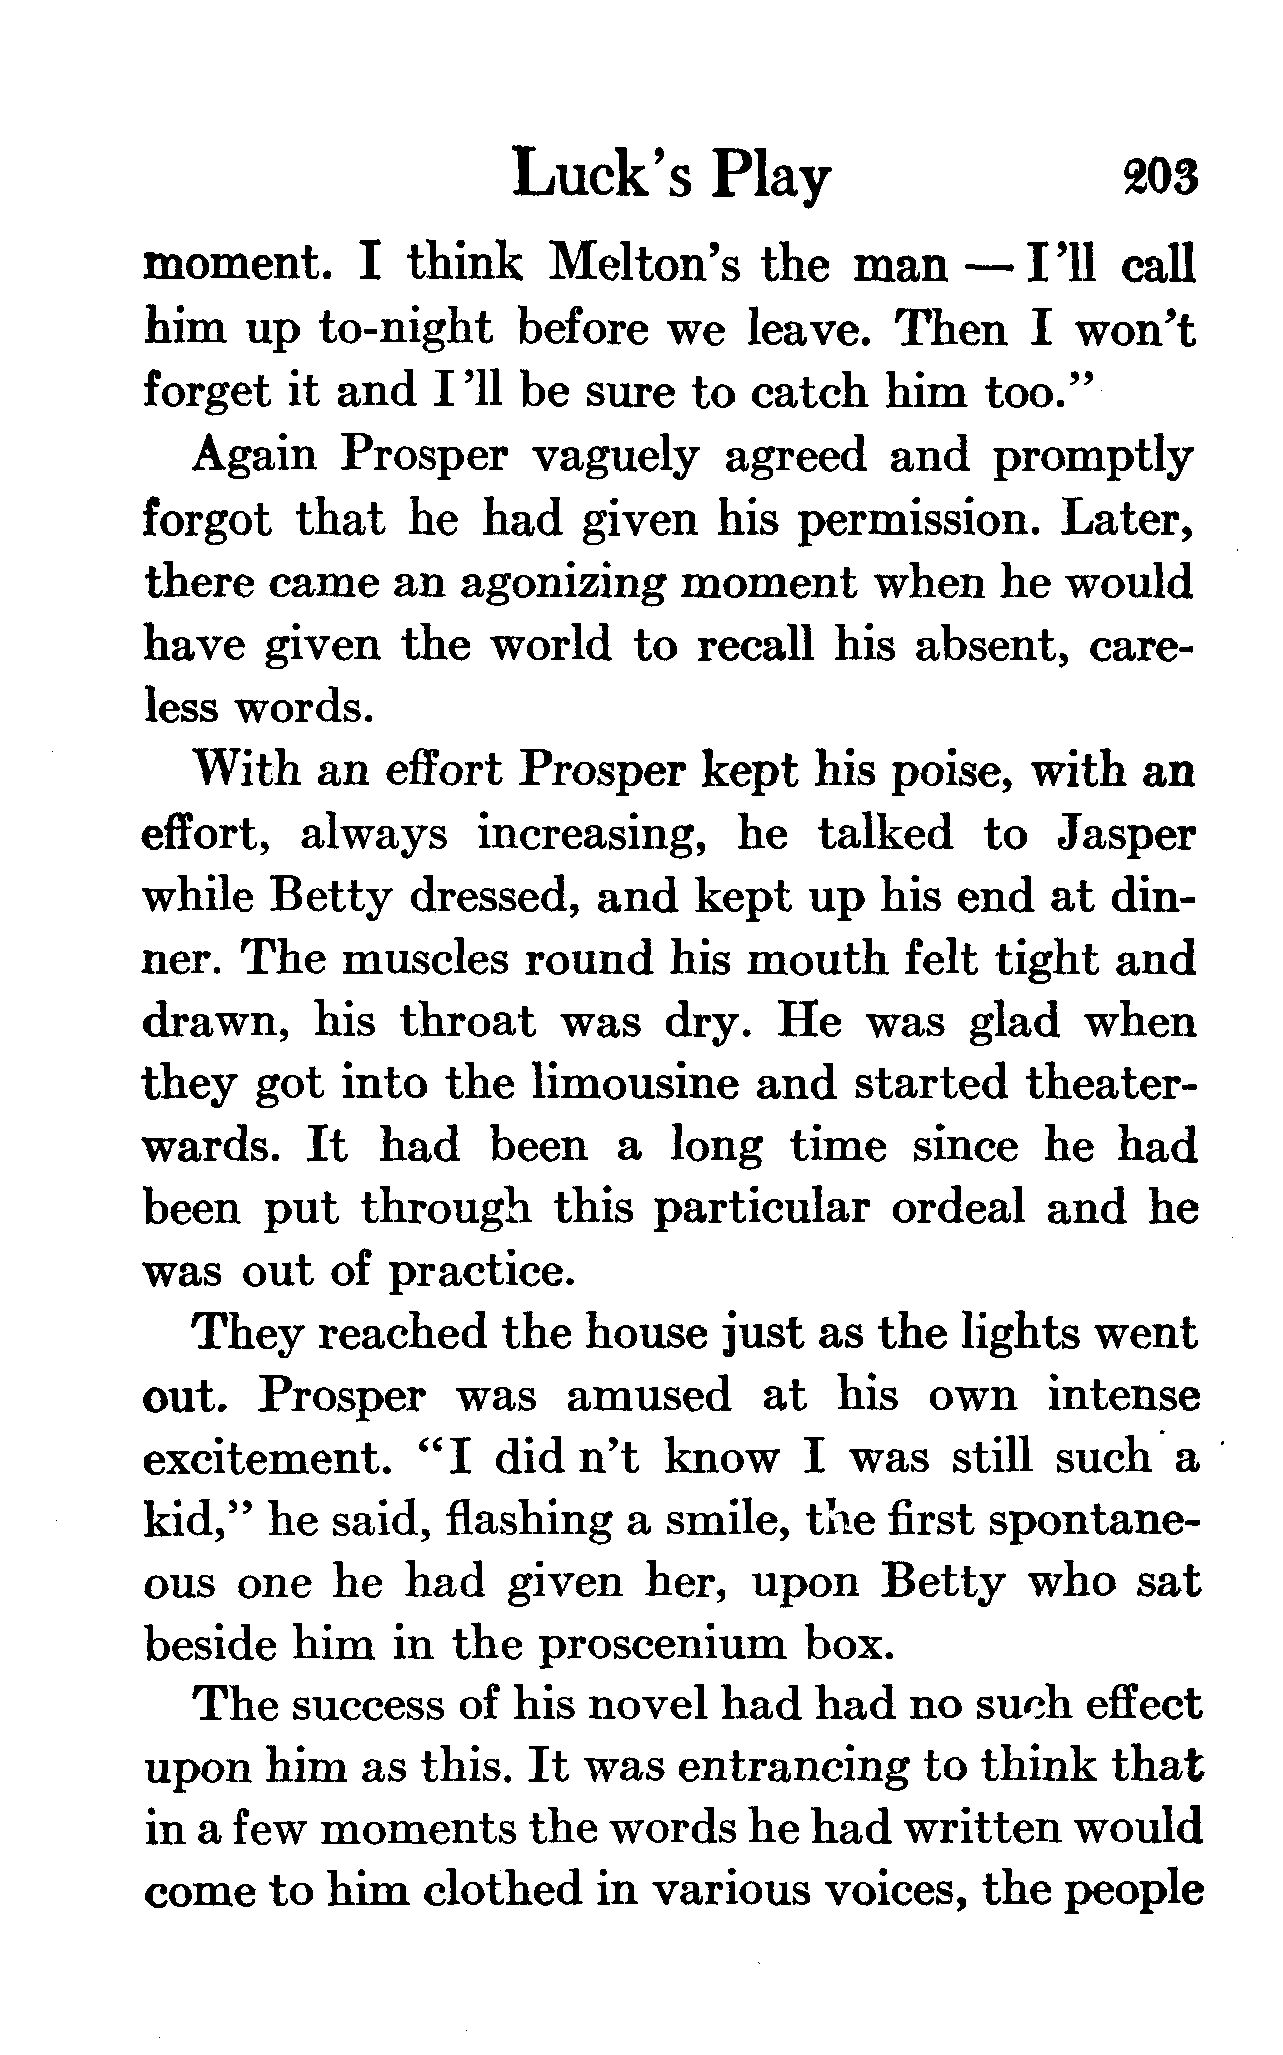 Luck's Play 203
moment. I think Melton's the man — I'll call
him up to-night before we leave. Then I won't
forget it and I'll be sure to catch him too."
Again Prosper vaguely agreed and promptly
forgot that he had given his permission. Later,
there came an agonizing moment when he would
have given the world to recall his absent, care-
less words.
With an effort Prosper kept his poise, with an
effort, always increasing, he talked to Jasper
while Betty dressed, and kept up his end at din-
ner. The muscles round his mouth felt tight and
drawn, his throat was dry. He was glad when
they got into the limousine and started theater-
wards. It had been a long time since he had
been put through this particular ordeal and he
was out of practice.
They reached the house just as the lights went
out. Prosper was amused at his own intense
excitement. "I did n't know I was still such a
kid," he said, flashing a smile, the first spontane-
ous one he had given her, upon Betty who sat
beside him in the proscenium box.
The success of his novel had had no such effect
upon him as this. It was entrancing to think that
in a few moments the words he had written would
come to him clothed in various voices, the people